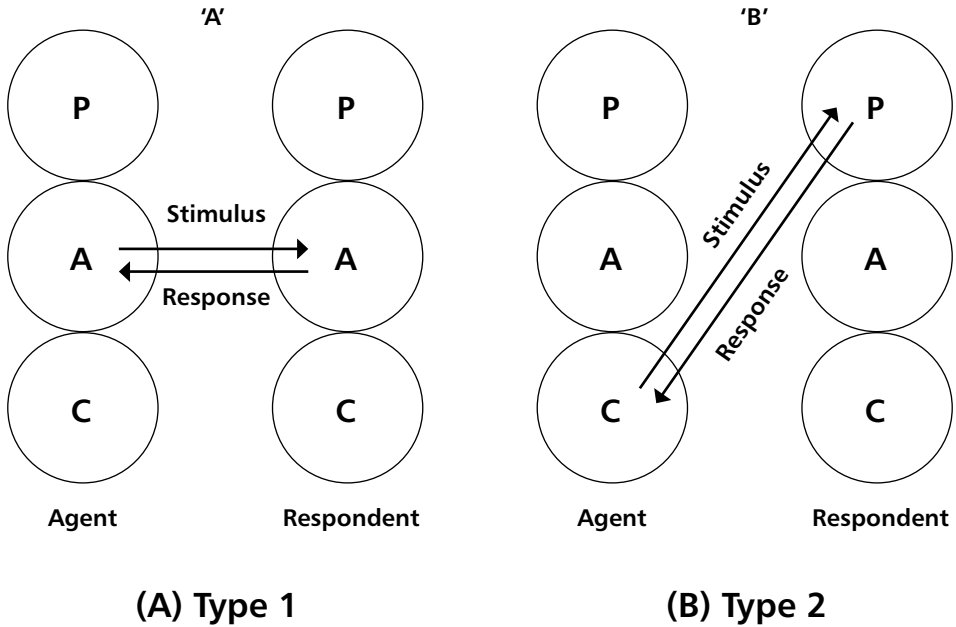 'A'
P
P
A
Stimulus
A
Response
C
C
Agent
Respondent
(A) Type 1
'B'
P
P
Stimulus
A
A
Response
C
C
Agent
Respondent
(B) Type 2